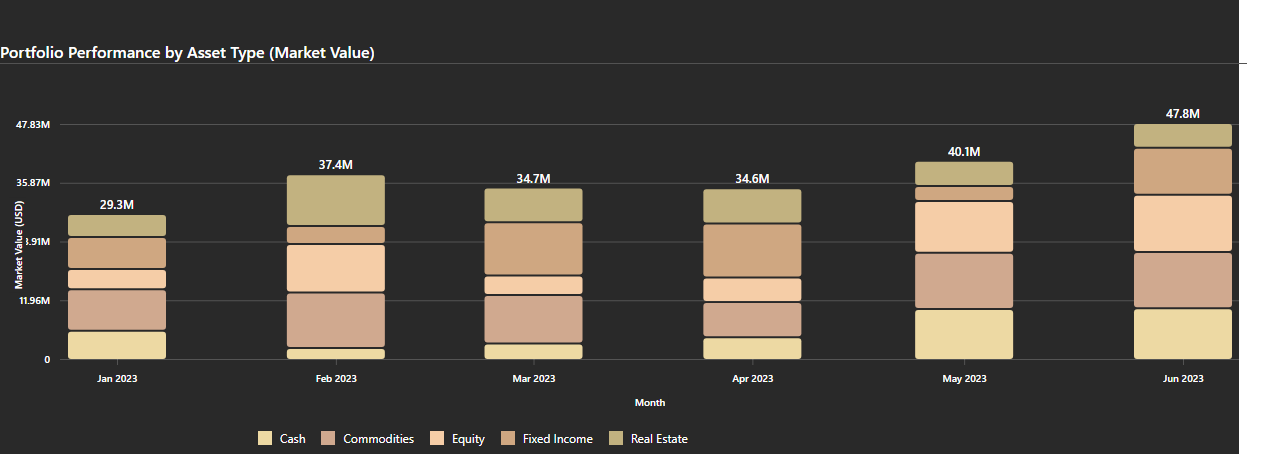 Portfolio Performance by Asset Type (Market Value)
47.83M
35.87M
3.91M
11.96M
0
Market Value (USD)
29.3M
37.4M
34.7M
34.6M
40.1M
47.8M
Jan 2023
Feb 2023
Mar 2023
Apr 2023
May 2023
Jun 2023
Month
Cash
Commodities
Equity
Fixed Income
Real Estate